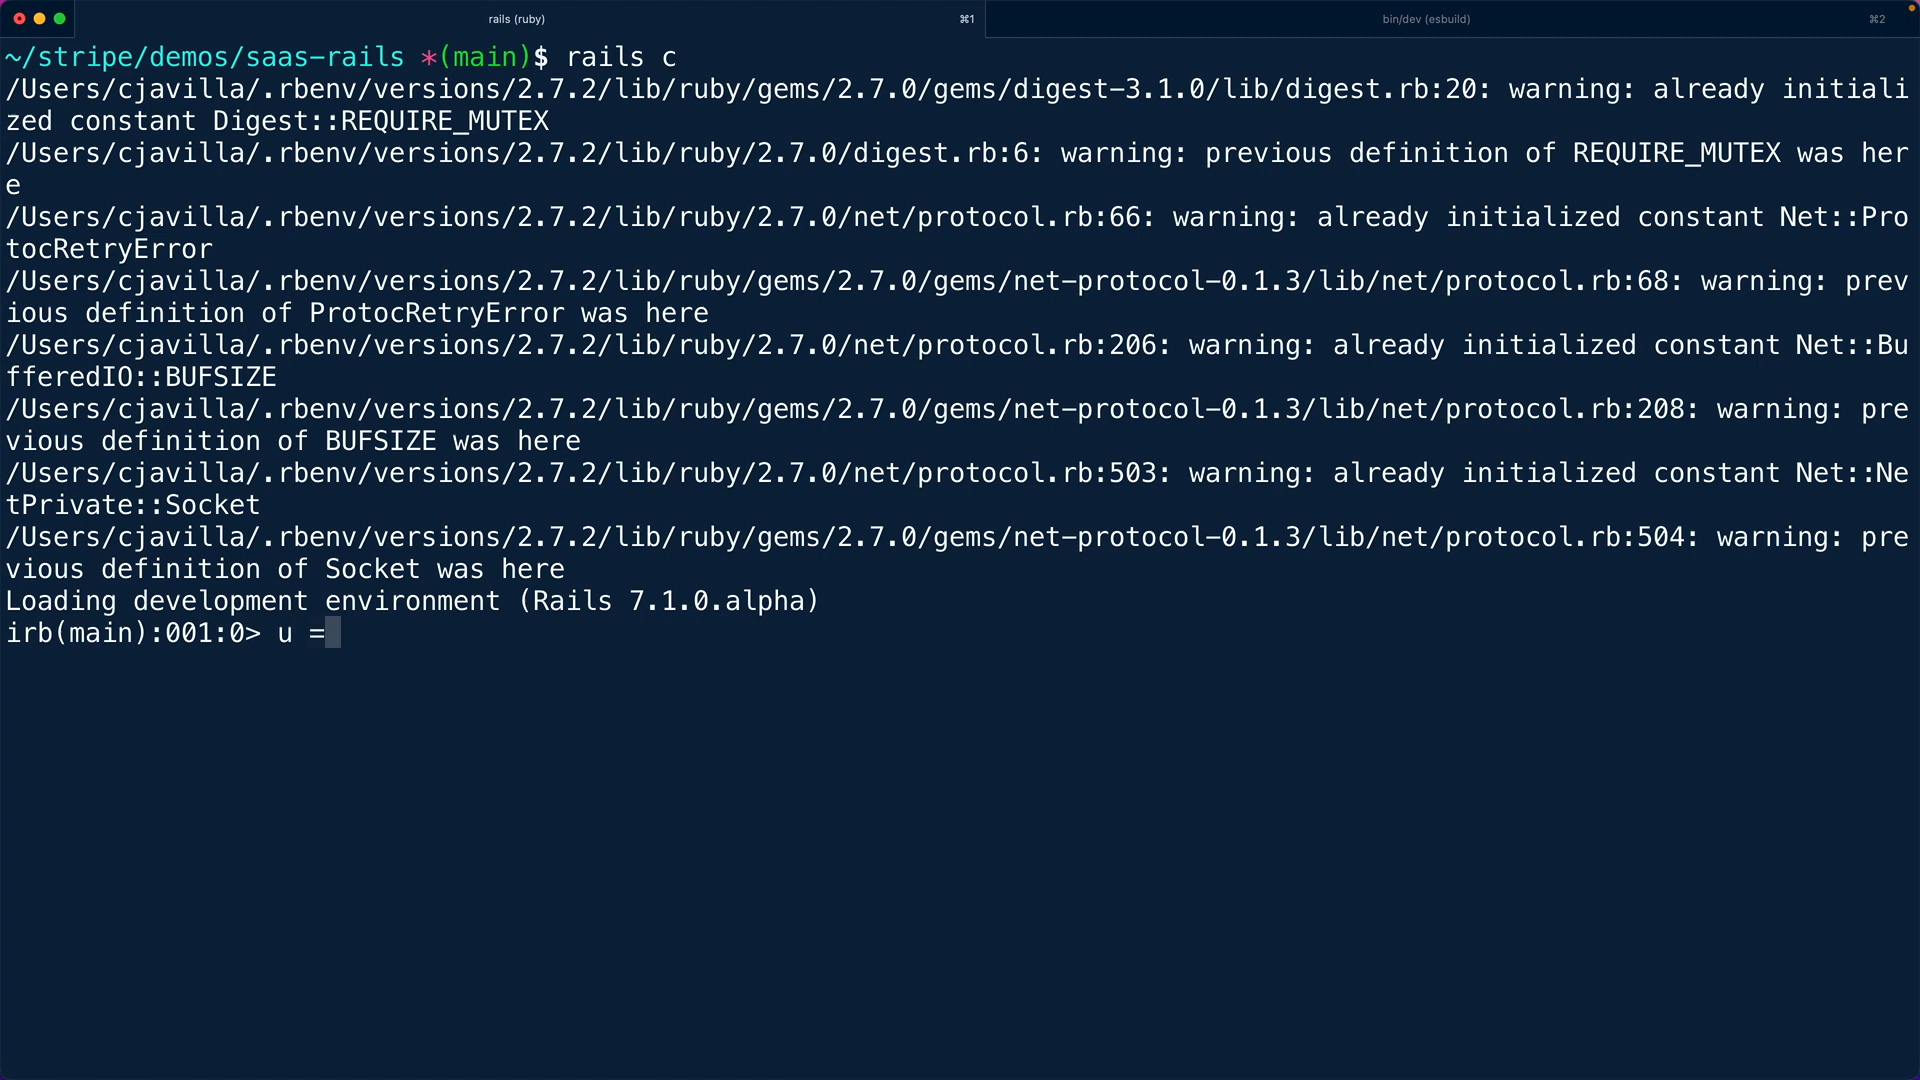 rails (ruby) ⌘1 bin/dev (esbuild) ⌘2
~/stripe/demos/saas-rails *(main)$ rails c
/Users/cjavilla/.rbenv/versions/2.7.2/lib/ruby/gems/2.7.0/gems/digest-3.1.0/lib/digest.rb:20: warning: already initiali
zed constant Digest::REQUIRE_MUTEX
/Users/cjavilla/.rbenv/versions/2.7.2/lib/ruby/2.7.0/digest.rb:6: warning: previous definition of REQUIRE_MUTEX was her
e
/Users/cjavilla/.rbenv/versions/2.7.2/lib/ruby/2.7.0/net/protocol.rb:66: warning: already initialized constant Net::Pro
tocRetryError
/Users/cjavilla/.rbenv/versions/2.7.2/lib/ruby/gems/2.7.0/gems/net-protocol-0.1.3/lib/net/protocol.rb:68: warning: prev
ious definition of ProtocRetryError was here
/Users/cjavilla/.rbenv/versions/2.7.2/lib/ruby/2.7.0/net/protocol.rb:206: warning: already initialized constant Net::Bu
fferedIO::BUFSIZE
/Users/cjavilla/.rbenv/versions/2.7.2/lib/ruby/gems/2.7.0/gems/net-protocol-0.1.3/lib/net/protocol.rb:208: warning: pre
vious definition of BUFSIZE was here
/Users/cjavilla/.rbenv/versions/2.7.2/lib/ruby/2.7.0/net/protocol.rb:503: warning: already initialized constant Net::Ne
tPrivate::Socket
/Users/cjavilla/.rbenv/versions/2.7.2/lib/ruby/gems/2.7.0/gems/net-protocol-0.1.3/lib/net/protocol.rb:504: warning: pre
vious definition of Socket was here
Loading development environment (Rails 7.1.0.alpha)
irb(main):001:0> u =